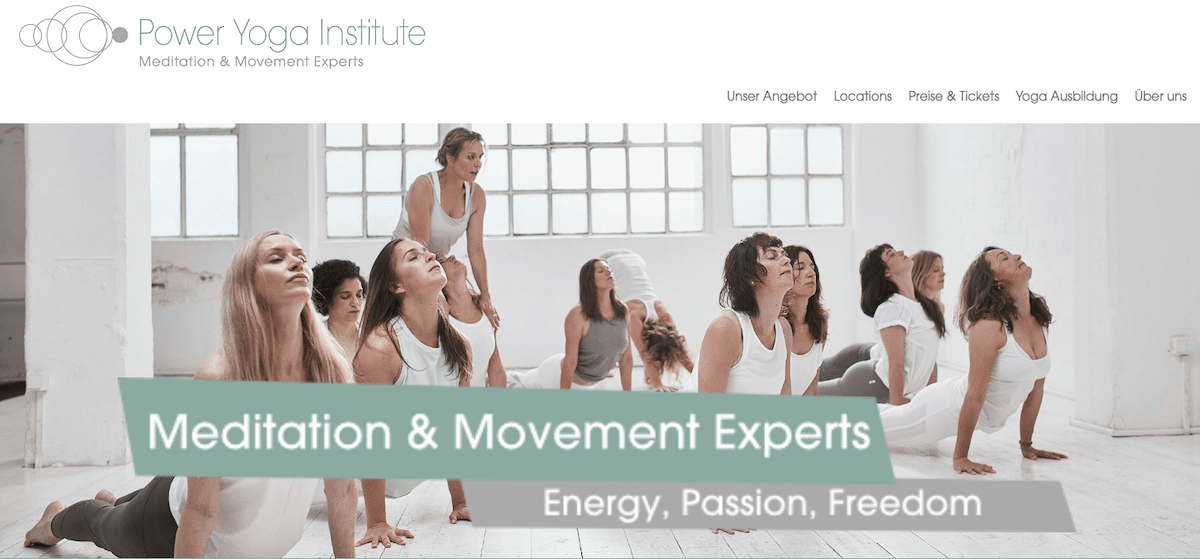 Power Yoga Institute
Meditation & Movement Experts
Unser Angebot Locations Preise & Tickets Yoga Ausbildung Über uns
Meditation & Movement Experts
Energy, Passion, Freedom